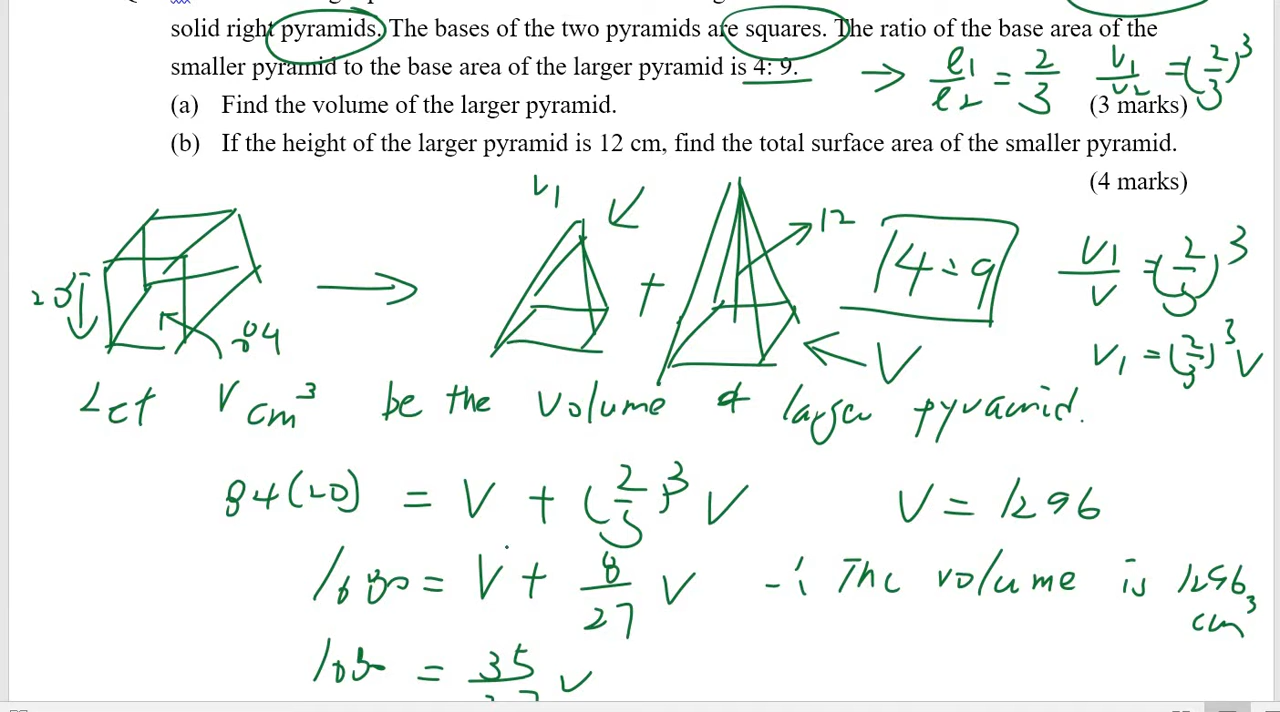 solid right pyramids. The bases of the two pyramids are squares. The ratio of the base area of the
smaller pyramid to the base area of the larger pyramid is 4: 9. → l1/l2 = 2/3 V1/V2 = (2/3)^3
(a) Find the volume of the larger pyramid. (3 marks)
(b) If the height of the larger pyramid is 12 cm, find the total surface area of the smaller pyramid.
(4 marks)
V1
12
20 → + 4:9 V1/V = (2/3)^3
84
V V1 = (2/3)^3 V
Let V cm^3 be the volume of larger pyramid.
84(20) = V + (2/3)^3 V V = 1296
1680 = V + 8/27 V ∴ The volume is 1296 cm^3
= 35/27 V